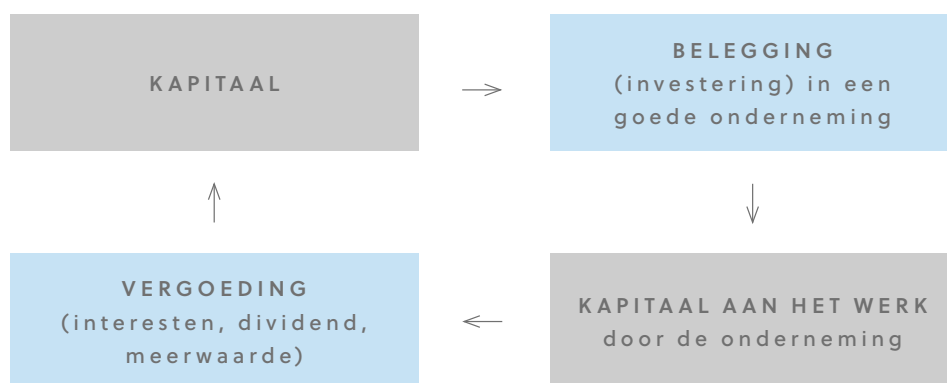 KAPITAAL
BELEGGING
(investering) in een
goede onderneming
VERGOEDING
(interesten, dividend,
meerwaarde)
KAPITAAL AAN HET WERK
door de onderneming